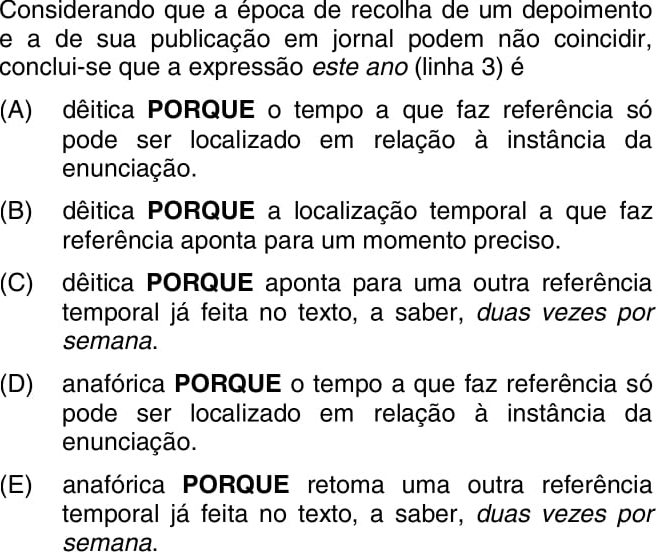 Considerando que a época de recolha de um depoimento
e a de sua publicação em jornal podem não coincidir,
conclui-se que a expressão este ano (linha 3) é
(A) dêitica PORQUE o tempo a que faz referência só
pode ser localizado em relação à instância da
enunciação.
(B) dêitica PORQUE a localização temporal a que faz
referência aponta para um momento preciso.
(C) dêitica PORQUE aponta para uma outra referência
temporal já feita no texto, a saber, duas vezes por
semana.
(D) anafórica PORQUE o tempo a que faz referência só
pode ser localizado em relação à instância da
enunciação.
(E) anafórica PORQUE retoma uma outra referência
temporal já feita no texto, a saber, duas vezes por
semana.